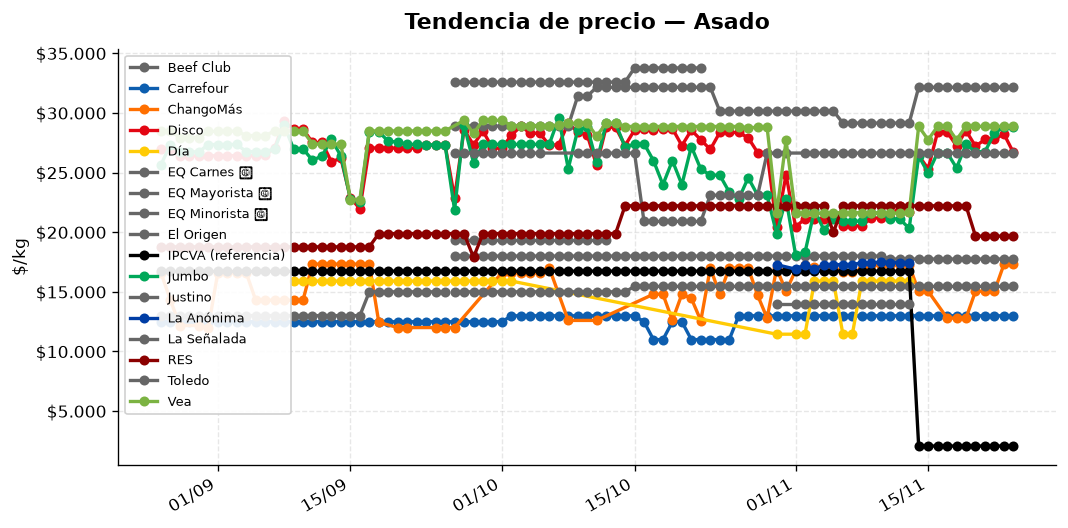 Tendencia de precio — Asado
$/kg
$35.000
$30.000
$25.000
$20.000
$15.000
$10.000
$5.000
Beef Club
Carrefour
ChangoMás
Disco
Día
EQ Carnes
EQ Mayorista
EQ Minorista
El Origen
IPCVA (referencia)
Jumbo
Justino
La Anónima
La Señalada
RES
Toledo
Vea
01/09
15/09
01/10
15/10
01/11
15/11